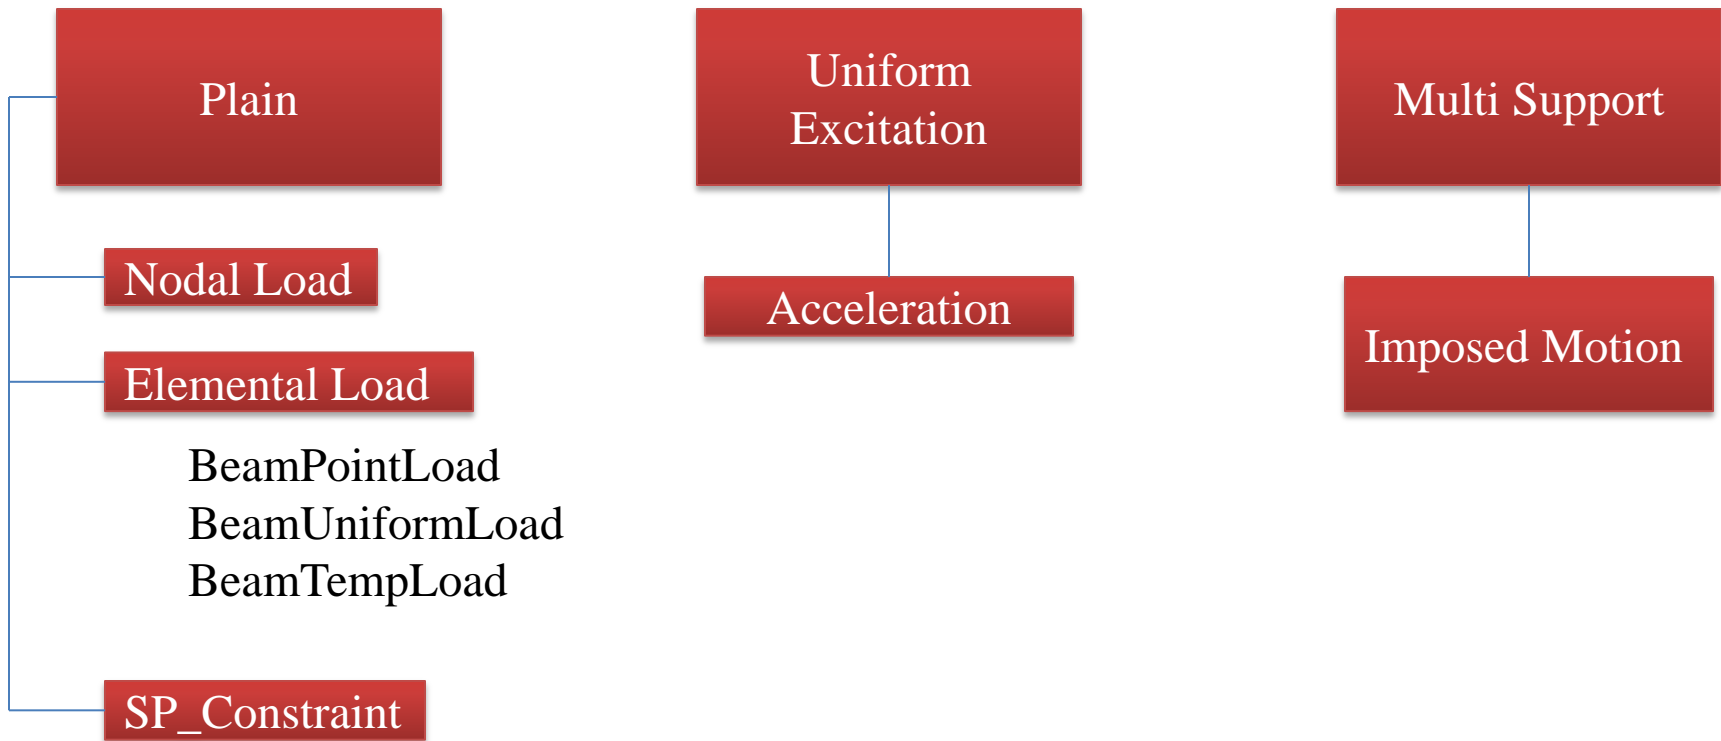 Plain
Nodal Load
Elemental Load
BeamPointLoad
BeamUniformLoad
BeamTempLoad
SP_Constraint
Uniform
Excitation
Acceleration
Multi Support
Imposed Motion